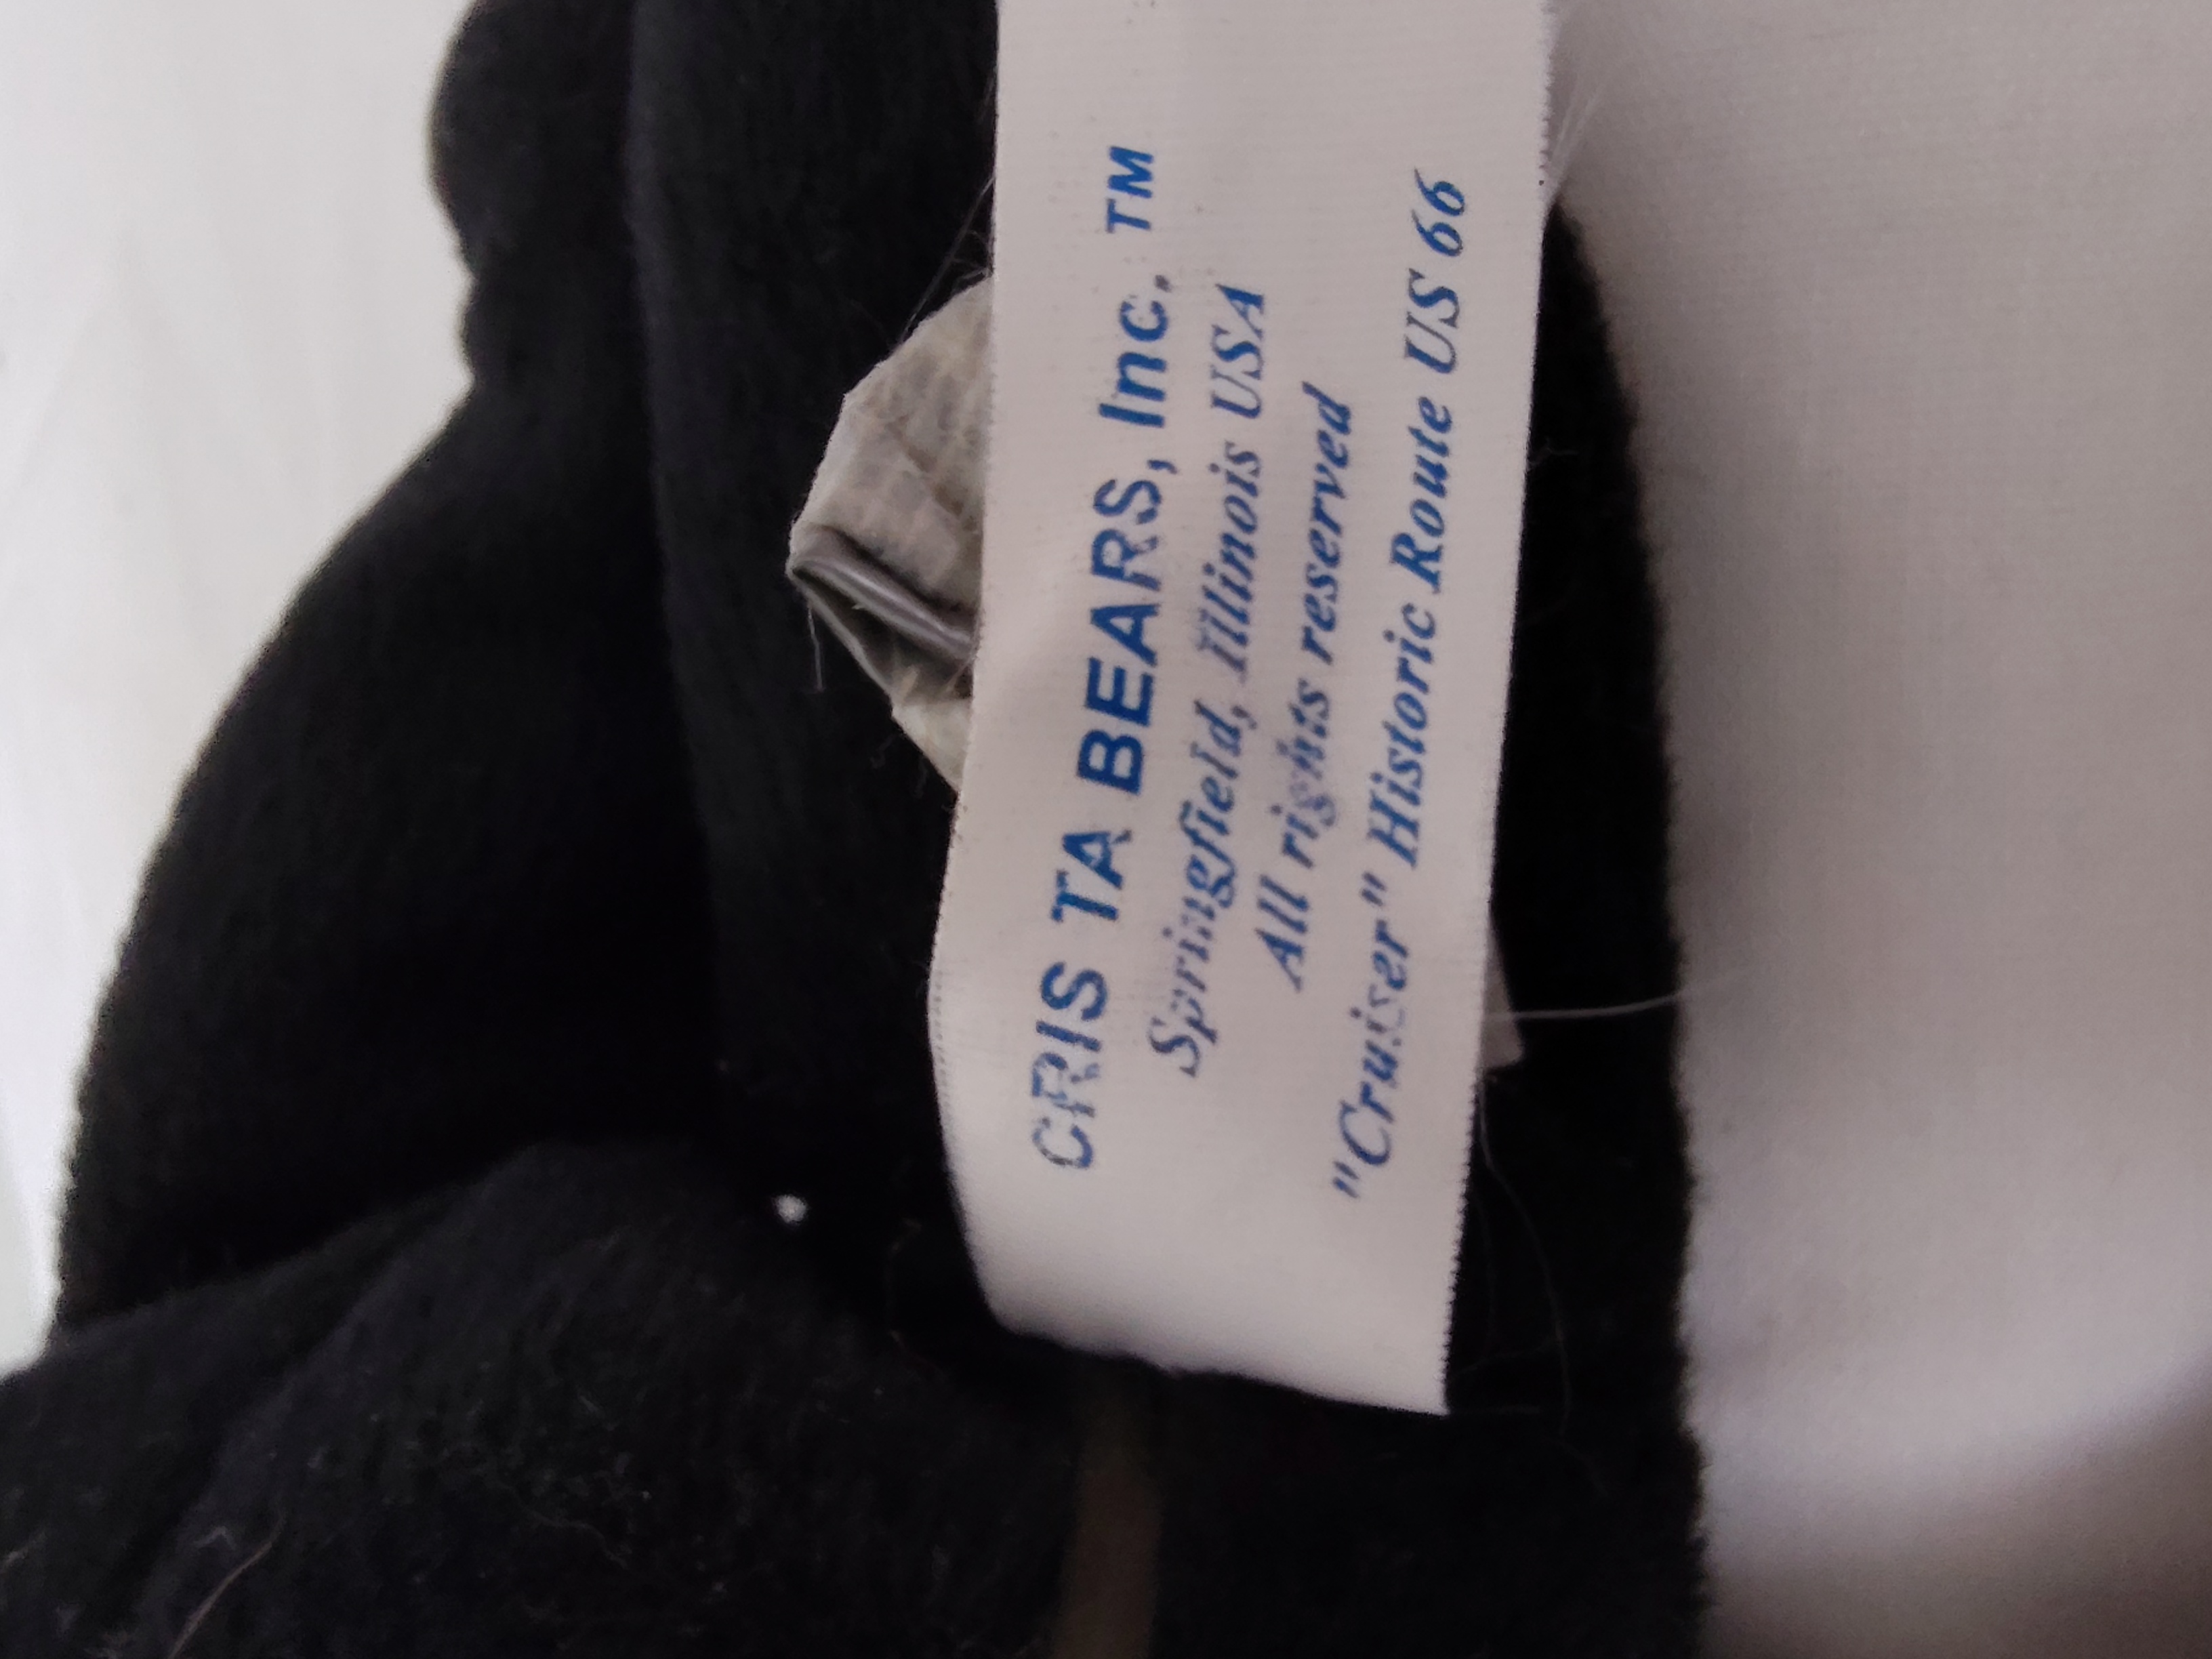 CRIS TA BEARS, Inc. TM
Springfield, Illinois USA
All rights reserved
"Cruiser" Historic Route US 66